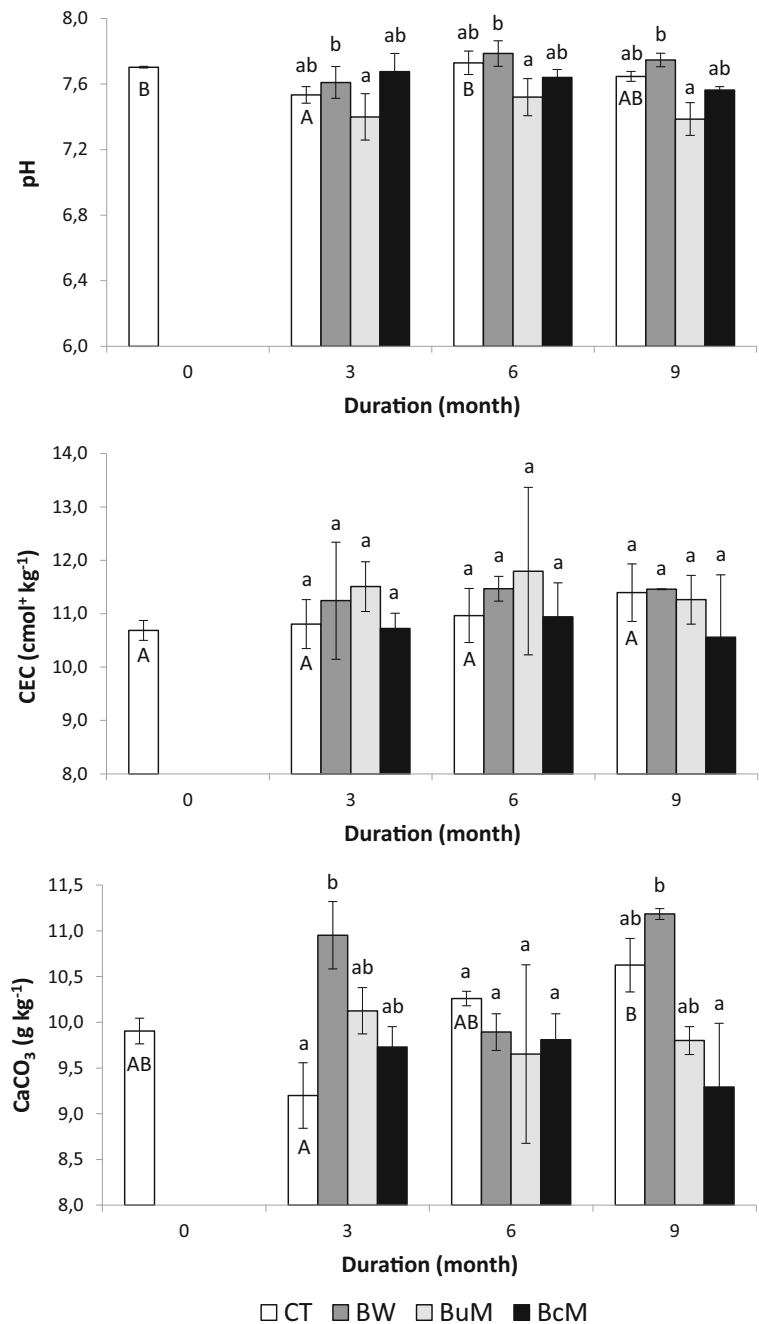 8,0
7,6
7,2
6,8
6,4
6,0
pH
B
ab
A
b
a
ab
ab
B
b
a
ab
ab
AB
b
a
ab
0
3
6
9
Duration (month)
14,0
13,0
12,0
11,0
10,0
9,0
8,0
CEC (cmol⁺ kg⁻¹)
A
a
A
a
a
a
a
A
a
a
a
a
A
a
a
a
0
3
6
9
Duration (month)
11,5
11,0
10,5
10,0
9,5
9,0
8,5
8,0
CaCO₃ (g kg⁻¹)
AB
a
A
b
ab
ab
a
AB
a
a
a
ab
B
b
ab
a
0
3
6
9
Duration (month)
CT BW BuM BcM